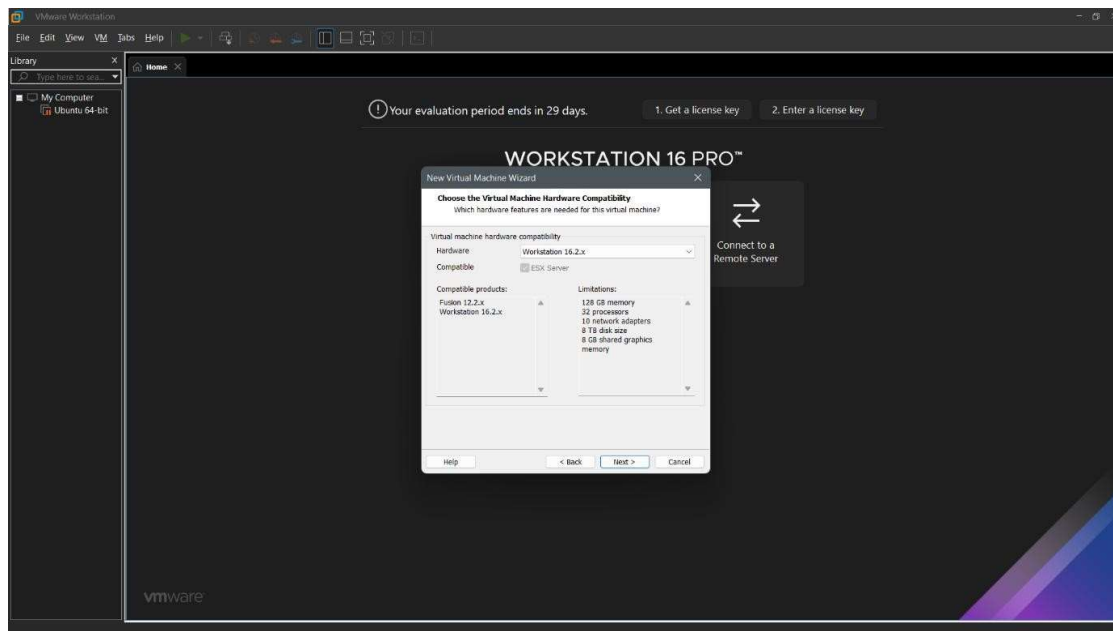 VMware Workstation
File Edit View VM Tabs Help
Library X
Type here to sea...
My Computer
Ubuntu 64-bit
Home X
Your evaluation period ends in 29 days. 1. Get a license key 2. Enter a license key
WORKSTATION 16 PRO™
Connect to a
Remote Server
New Virtual Machine Wizard
Choose the Virtual Machine Hardware Compatibility
Which hardware features are needed for this virtual machine?
Virtual machine hardware compatibility
Hardware Workstation 16.2.x
Compatible ESX Server
Compatible products:
Fusion 12.2.x
Workstation 16.2.x
Limitations:
128 GB memory
32 processors
10 network adapters
8 TB disk size
8 GB shared graphics
memory
Help < Back Next > Cancel
vmware